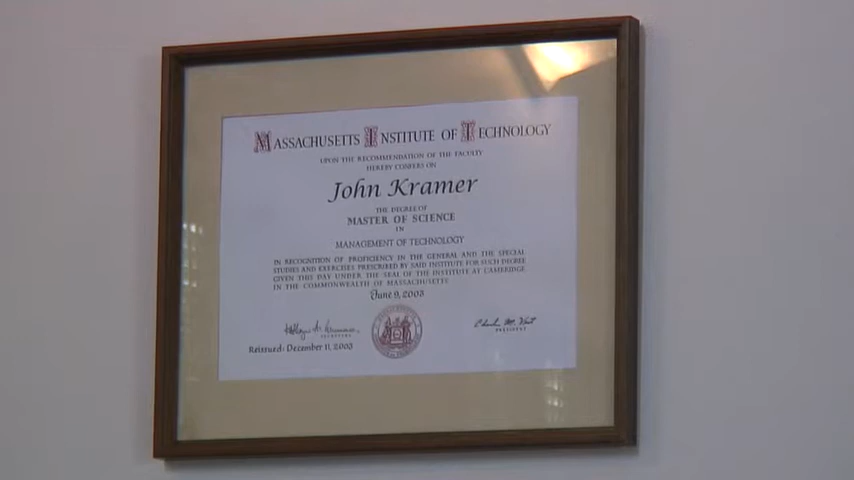 MASSACHUSETTS INSTITUTE OF TECHNOLOGY
UPON THE RECOMMENDATION OF THE FACULTY
HEREBY CONFERS ON
John Kramer
THE DEGREE OF
MASTER OF SCIENCE
IN
MANAGEMENT OF TECHNOLOGY
IN RECOGNITION OF PROFICIENCY IN THE GENERAL AND THE SPECIAL
STUDIES AND EXERCISES PRESCRIBED BY SAID INSTITUTE FOR SUCH DEGREE
GIVEN THIS DAY UNDER THE SEAL OF THE INSTITUTE AT CAMBRIDGE
IN THE COMMONWEALTH OF MASSACHUSETTS
June 9, 2003
SECRETARY
PRESIDENT
Reissued: December 11, 2003